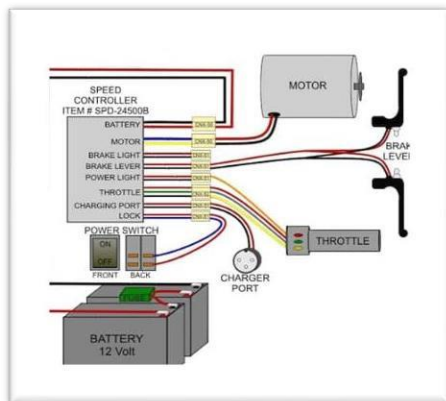 SPEED
CONTROLLER
ITEM # SPD-24500B
BATTERY
MOTOR
BRAKE LIGHT
BRAKE LEVER
POWER LIGHT
THROTTLE
CHARGING PORT
LOCK
MOTOR
BRAK
LEVER
POWER SWITCH
ON
OFF
FRONT
BACK
THROTTLE
CHARGER
PORT
FUSE
BATTERY
12 Volt